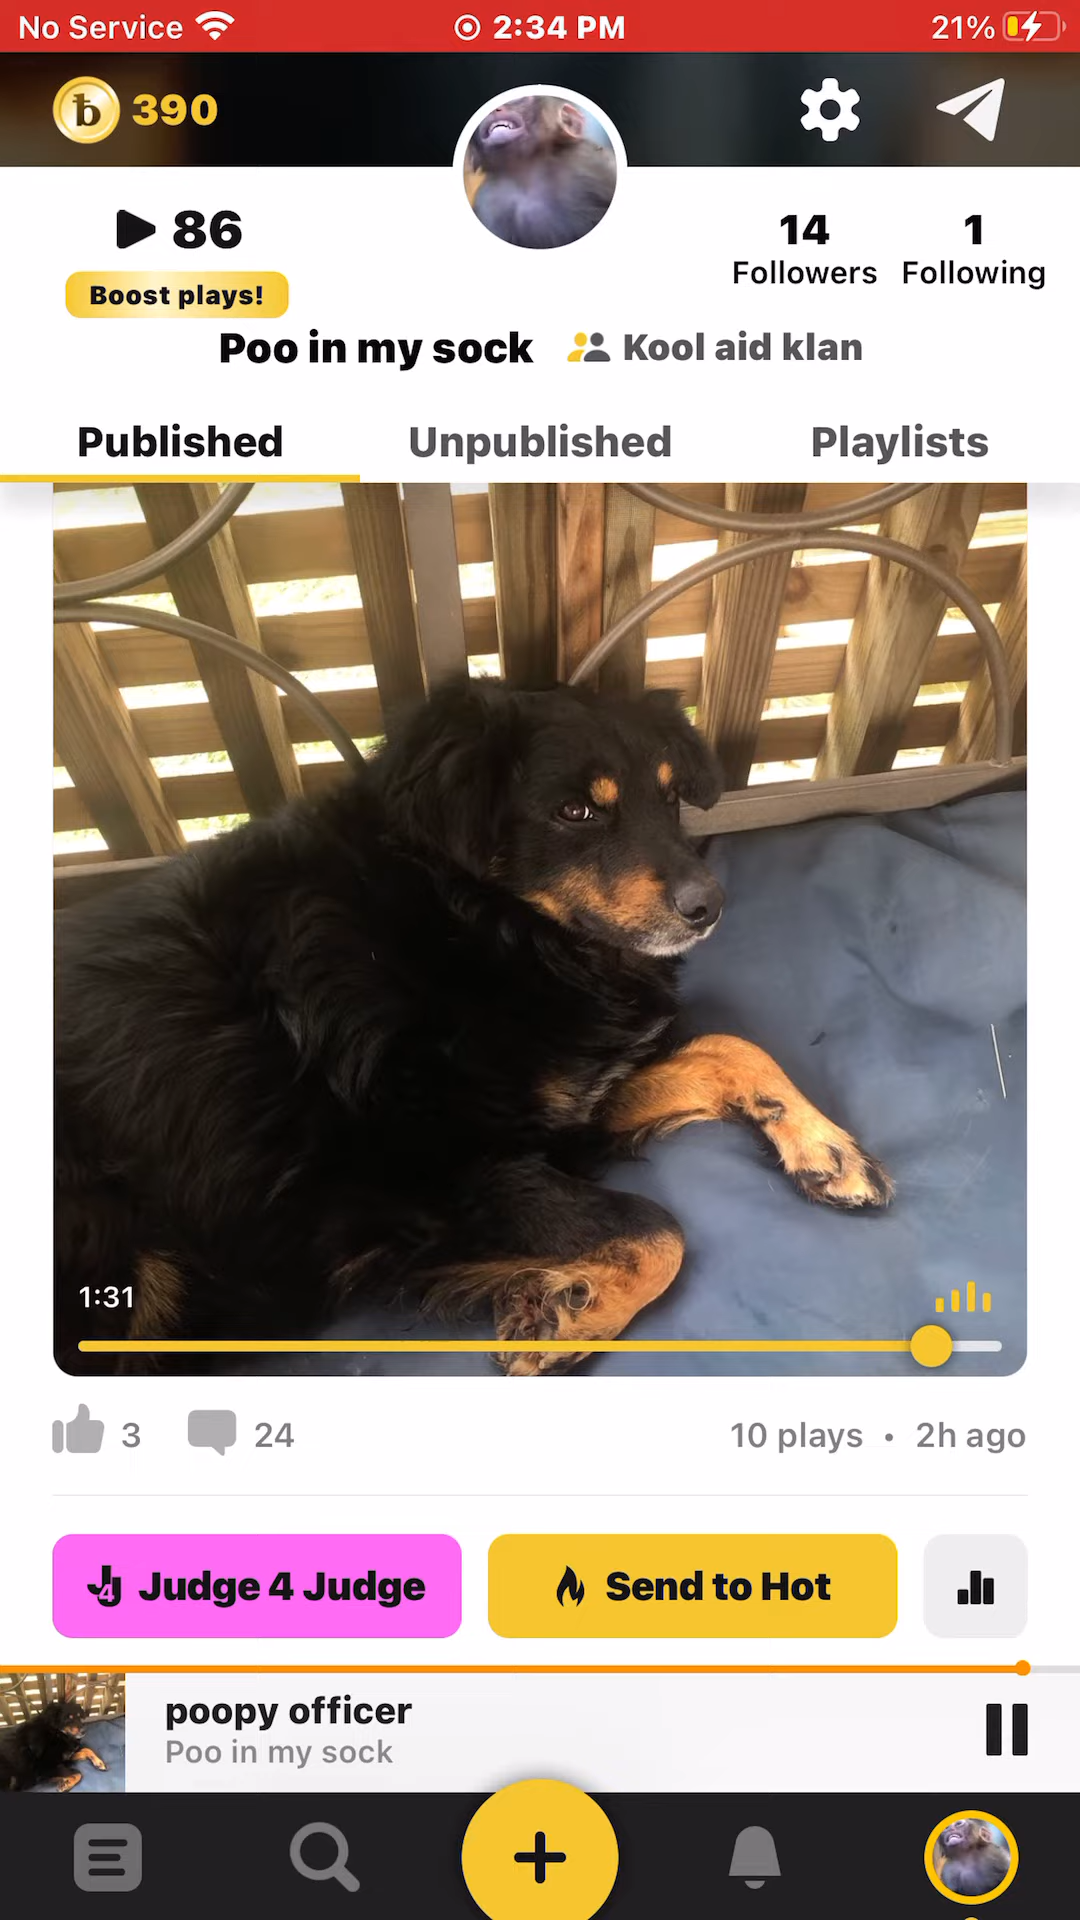 No Service 2:34 PM 21%
390
86
14
1
Followers
Following
Boost plays!
Poo in my sock Kool aid klan
Published Unpublished Playlists
1:31
3 24 10 plays • 2h ago
Judge 4 Judge Send to Hot
poopy officer
Poo in my sock